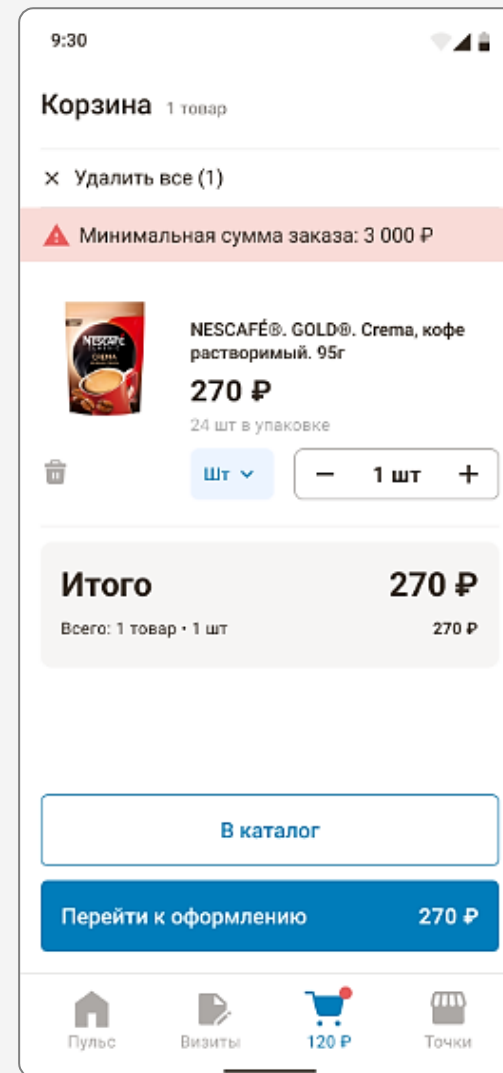 9:30
Корзина 1 товар
Удалить все (1)
Минимальная сумма заказа: 3 000 ₽
NESCAFÉ
CREMA
NESCAFÉ®. GOLD®. Crema, кофе
растворимый. 95г
270 ₽
24 шт в упаковке
Шт
1 шт
Итого 270 ₽
Всего: 1 товар • 1 шт 270 ₽
В каталог
Перейти к оформлению 270 ₽
Пульс Визиты 120 ₽ Точки